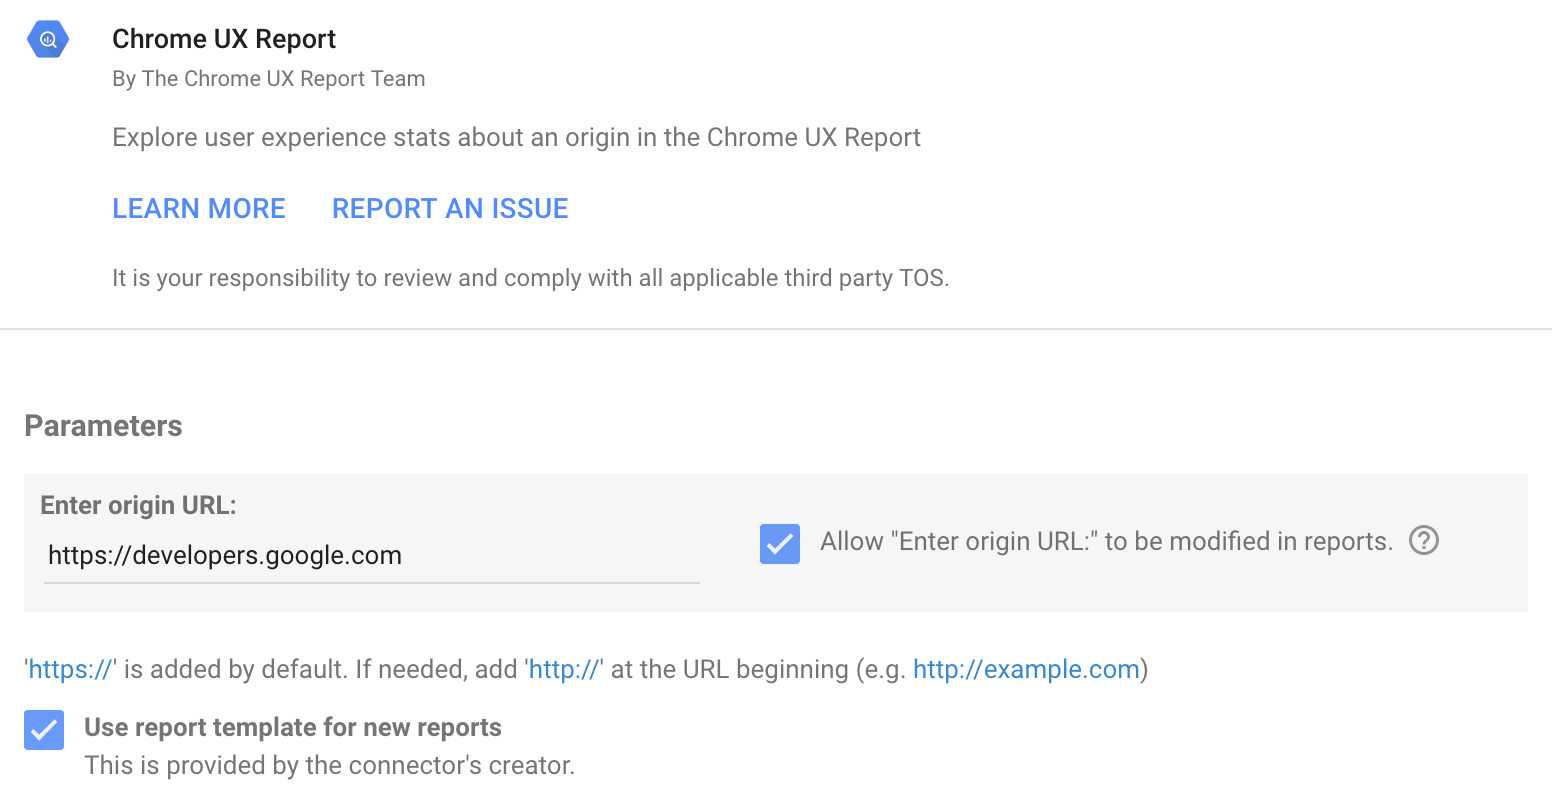 Chrome UX Report
By The Chrome UX Report Team
Explore user experience stats about an origin in the Chrome UX Report
LEARN MORE REPORT AN ISSUE
It is your responsibility to review and comply with all applicable third party TOS.
Parameters
Enter origin URL:
https://developers.google.com
Allow "Enter origin URL:" to be modified in reports. ?
'https://' is added by default. If needed, add 'http://' at the URL beginning (e.g. http://example.com)
Use report template for new reports
This is provided by the connector's creator.